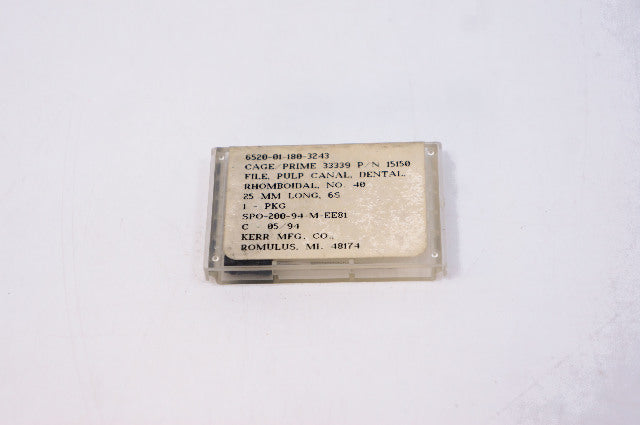 6520-01-180-3243
CAGE/PRIME 33339 P/N 15150
FILE, PULP CANAL, DENTAL,
RHOMBOIDAL, NO. 40
25 MM LONG, 6S
1 - PKG
SPO-200-94-M-EE81
C - 05/94
KERR MFG. CO.,
ROMULUS, MI. 48174